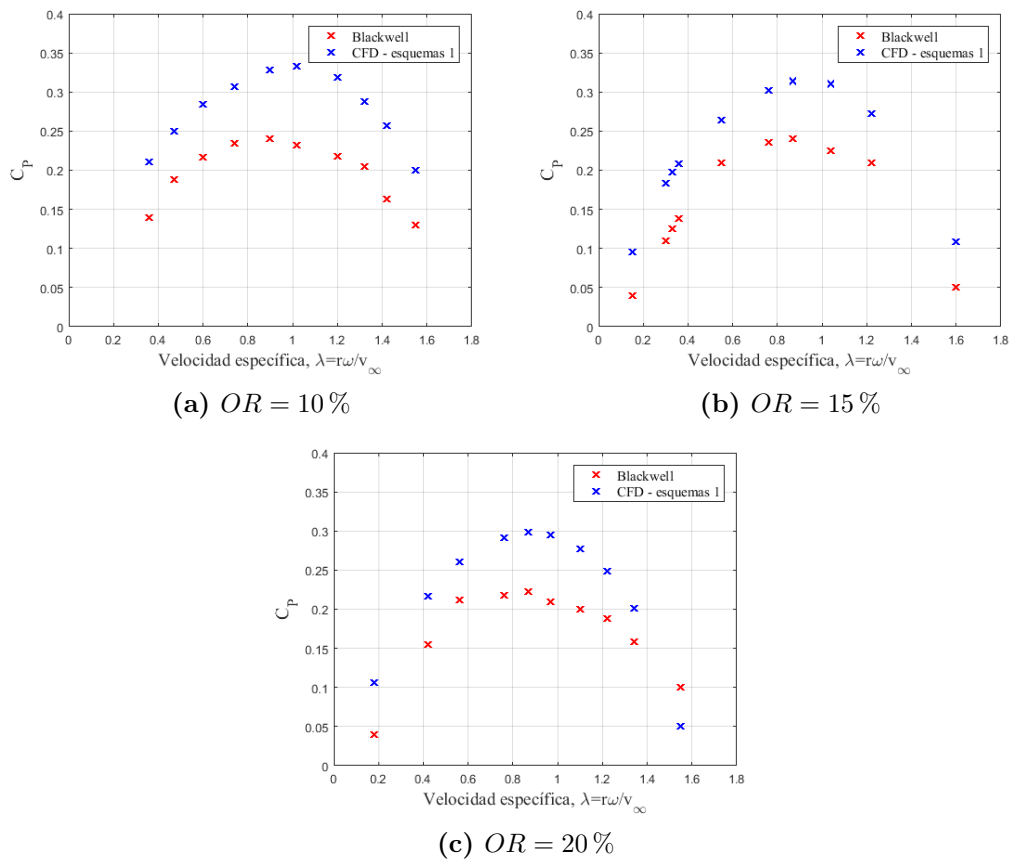 0.4
0.35
0.3
0.25
0.2
0.15
0.1
0.05
0
C_P
Blackwell
CFD - esquemas 1
0 0.2 0.4 0.6 0.8 1 1.2 1.4 1.6 1.8
Velocidad específica, λ=rω/v_∞
(a) OR = 10 %
0.4
0.35
0.3
0.25
0.2
0.15
0.1
0.05
0
C_P
Blackwell
CFD - esquemas 1
0 0.2 0.4 0.6 0.8 1 1.2 1.4 1.6 1.8
Velocidad específica, λ=rω/v_∞
(b) OR = 15 %
0.4
0.35
0.3
0.25
0.2
0.15
0.1
0.05
0
C_P
Blackwell
CFD - esquemas 1
0 0.2 0.4 0.6 0.8 1 1.2 1.4 1.6 1.8
Velocidad específica, λ=rω/v_∞
(c) OR = 20 %